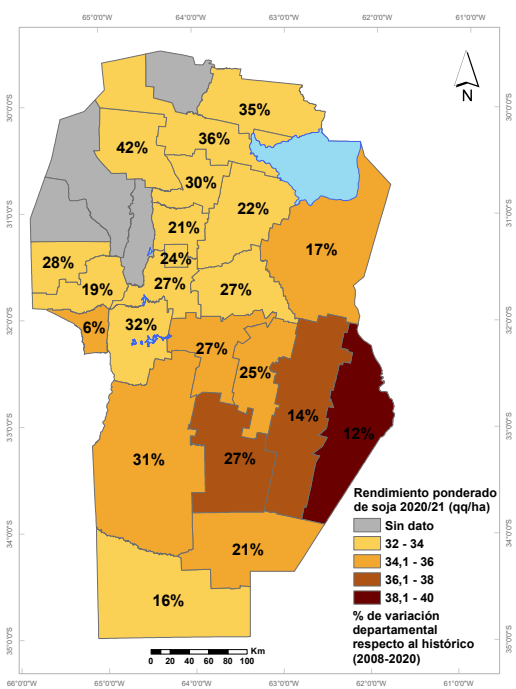 65°0'0"O 64°0'0"O 63°0'0"O 62°0'0"O 61°0'0"O
N
30°0'0"S 30°0'0"S
31°0'0"S 31°0'0"S
32°0'0"S 32°0'0"S
33°0'0"S 33°0'0"S
34°0'0"S 34°0'0"S
35°0'0"S 35°0'0"S
35%
42% 36%
30%
22%
21%
17%
24%
28%
19% 27% 27%
6% 32%
27%
25%
14%
12%
31% 27%
21%
16%
Rendimiento ponderado
de soja 2020/21 (qq/ha)
Sin dato
32 - 34
34,1 - 36
36,1 - 38
38,1 - 40
% de variación
departamental
respecto al histórico
(2008-2020)
Km
0 20 40 60 80 100
66°0'0"O 65°0'0"O 64°0'0"O 63°0'0"O 62°0'0"O 61°0'0"O